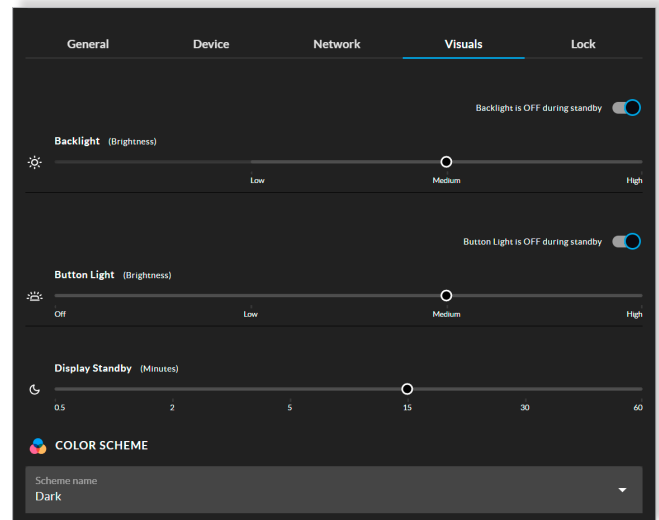 General Device Network Visuals Lock
Backlight is OFF during standby
Backlight (Brightness)
Low Medium High
Button Light is OFF during standby
Button Light (Brightness)
Off Low Medium High
Display Standby (Minutes)
0.5 2 5 15 30 60
COLOR SCHEME
Scheme name
Dark